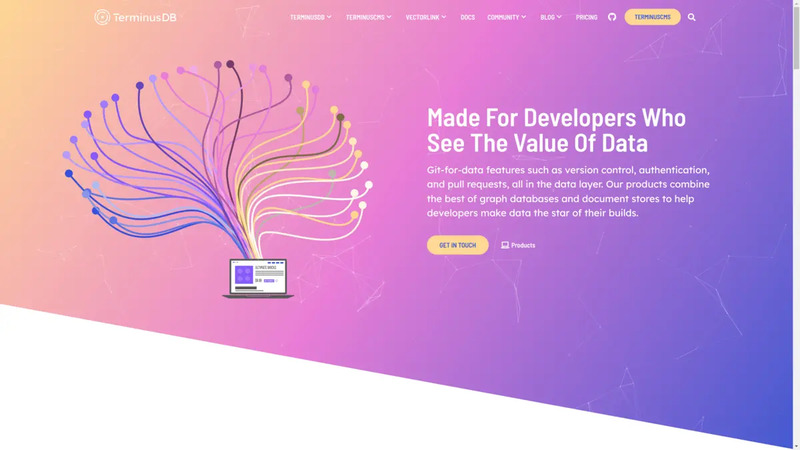 TerminusDB
TERMINUSDB TERMINUSCMS VECTORLINK DOCS COMMUNITY BLOG PRICING TERMINUSCMS
Made For Developers Who
See The Value Of Data
Git-for-data features such as version control, authentication,
and pull requests, all in the data layer. Our products combine
the best of graph databases and document stores to help
developers make data the star of their builds.
GET IN TOUCH Products